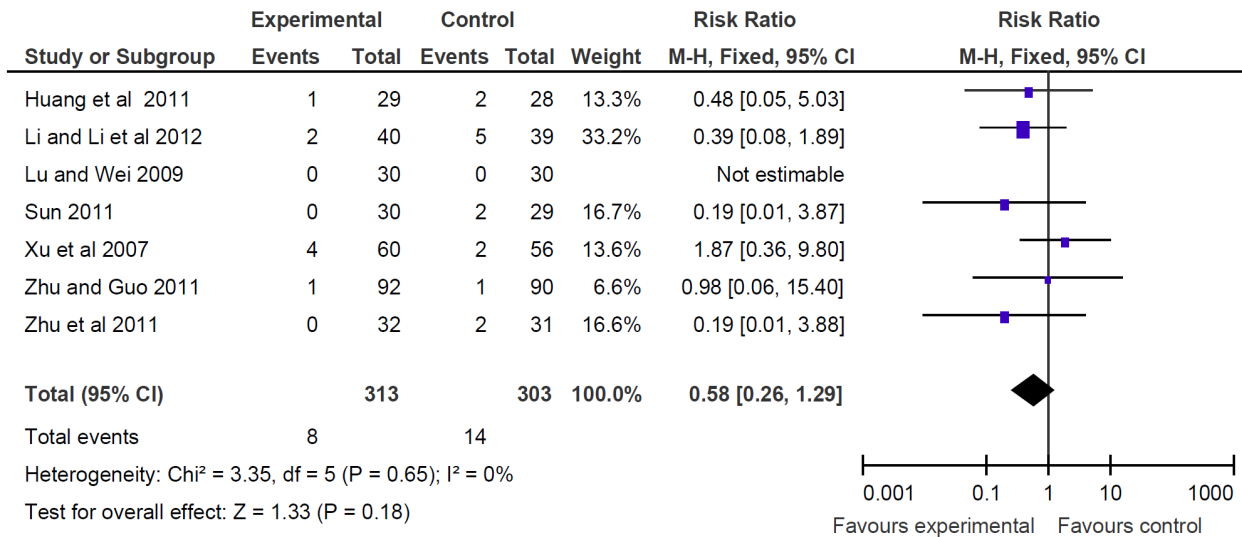 Experimental Control Risk Ratio Risk Ratio
Study or Subgroup Events Total Events Total Weight M-H, Fixed, 95% CI M-H, Fixed, 95% CI
Huang et al 2011 1 29 2 28 13.3% 0.48 [0.05, 5.03]
Li and Li et al 2012 2 40 5 39 33.2% 0.39 [0.08, 1.89]
Lu and Wei 2009 0 30 0 30 Not estimable
Sun 2011 0 30 2 29 16.7% 0.19 [0.01, 3.87]
Xu et al 2007 4 60 2 56 13.6% 1.87 [0.36, 9.80]
Zhu and Guo 2011 1 92 1 90 6.6% 0.98 [0.06, 15.40]
Zhu et al 2011 0 32 2 31 16.6% 0.19 [0.01, 3.88]
Total (95% CI) 313 303 100.0% 0.58 [0.26, 1.29]
Total events 8 14
Heterogeneity: Chi² = 3.35, df = 5 (P = 0.65); I² = 0%
Test for overall effect: Z = 1.33 (P = 0.18)
0.001 0.1 1 10 1000
Favours experimental Favours control